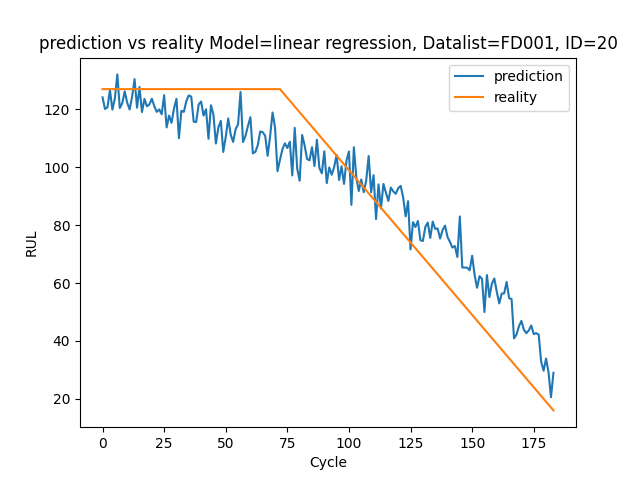 prediction vs reality Model=linear regression, Datalist=FD001, ID=20
prediction
reality
RUL
120
100
80
60
40
20
0
25
50
75
100
125
150
175
Cycle